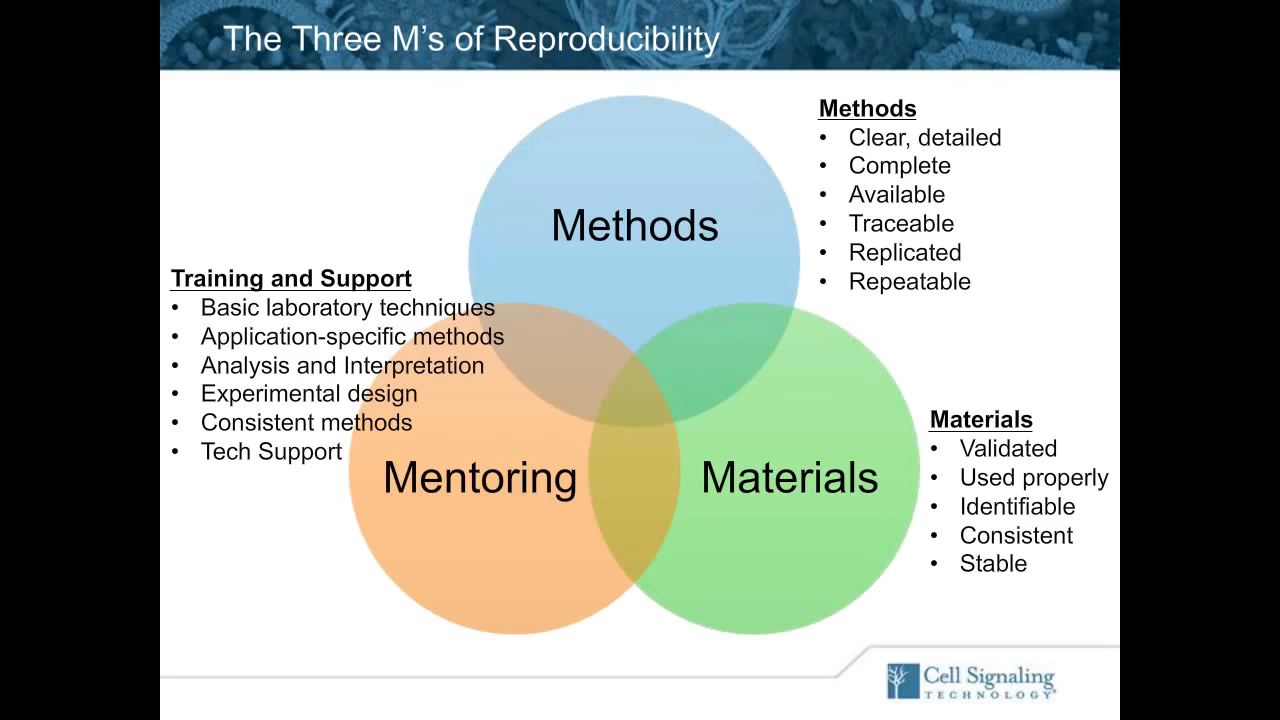 The Three M's of Reproducibility
Methods
• Clear, detailed
• Complete
• Available
• Traceable
• Replicated
• Repeatable
Methods
Training and Support
• Basic laboratory techniques
• Application-specific methods
• Analysis and Interpretation
• Experimental design
• Consistent methods
• Tech Support
Mentoring
Materials
Materials
• Validated
• Used properly
• Identifiable
• Consistent
• Stable
Cell Signaling
TECHNOLOGY®